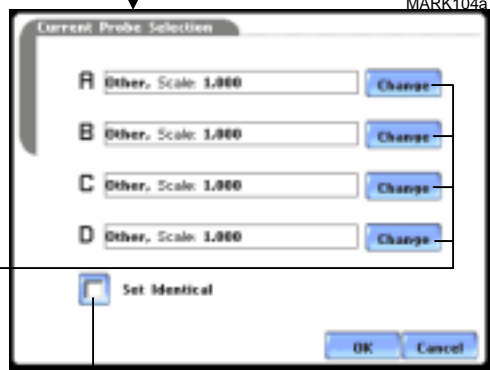 MARK104a
Current Probe Selection
A Other, Scale: 1.000 Change
B Other, Scale: 1.000 Change
C Other, Scale: 1.000 Change
D Other, Scale: 1.000 Change
Set Identical
OK Cancel